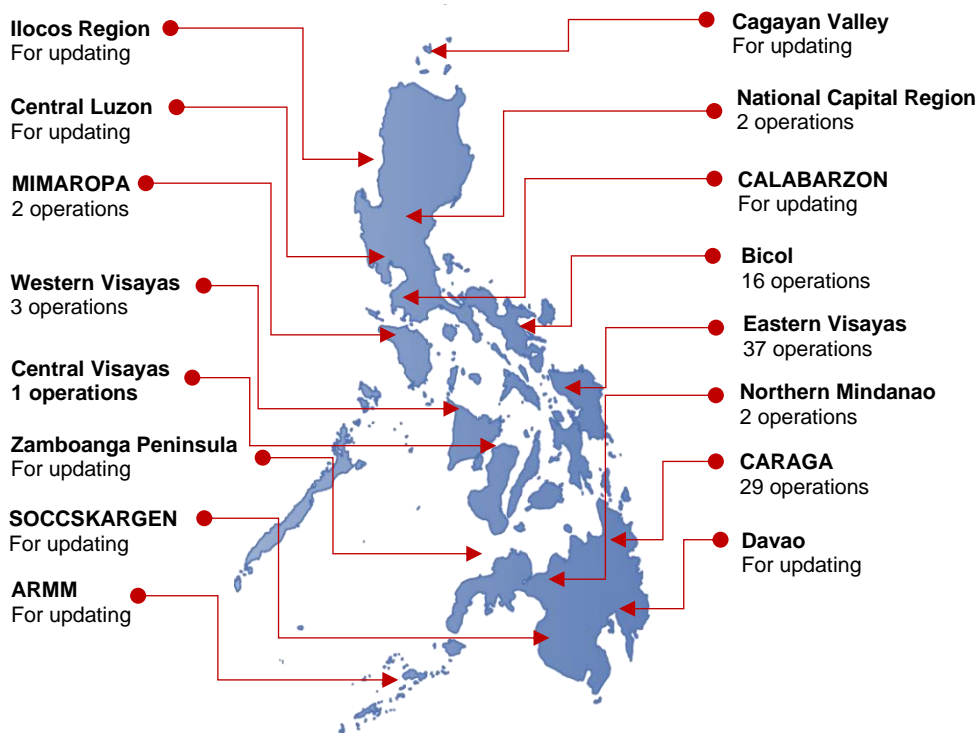 Ilocos Region
For updating
Central Luzon
For updating
MIMAROPA
2 operations
Western Visayas
3 operations
Central Visayas
1 operations
Zamboanga Peninsula
For updating
SOCCSKARGEN
For updating
ARMM
For updating
Cagayan Valley
For updating
National Capital Region
2 operations
CALABARZON
For updating
Bicol
16 operations
Eastern Visayas
37 operations
Northern Mindanao
2 operations
CARAGA
29 operations
Davao
For updating